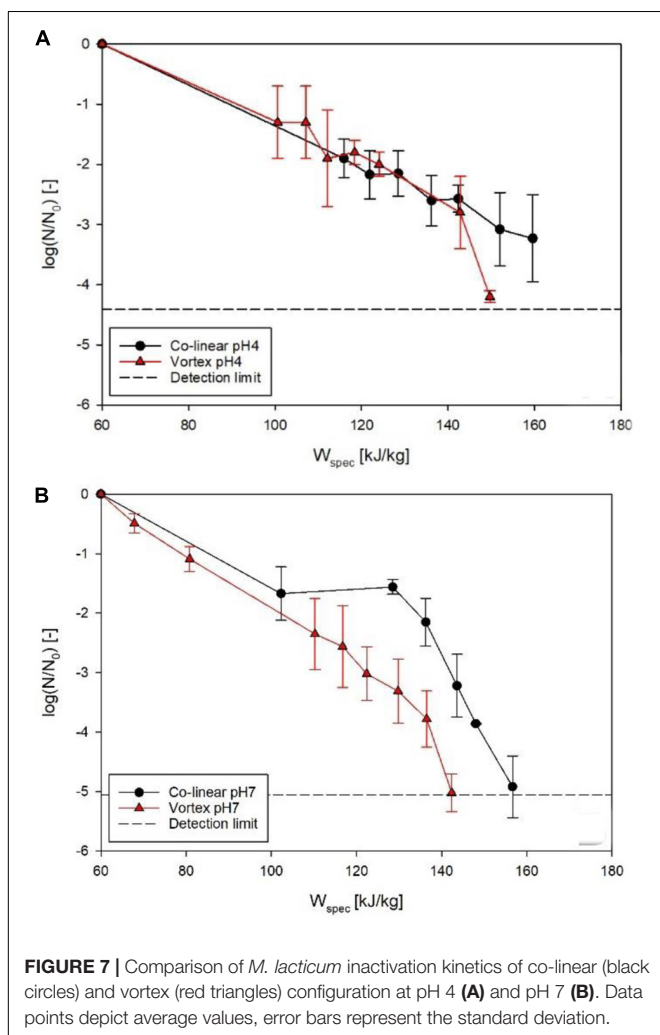 A
0
-1
-2
-3
-4
-5
-6
log(N/N0) [-]
Co-linear pH4
Vortex pH4
Detection limit
60 80 100 120 140 160 180
Wspec [kJ/kg]
B
0
-1
-2
-3
-4
-5
-6
log(N/N0) [-]
Co-linear pH7
Vortex pH7
Detection limit
60 80 100 120 140 160 180
Wspec [kJ/kg]
FIGURE 7 | Comparison of M. lacticum inactivation kinetics of co-linear (black
circles) and vortex (red triangles) configuration at pH 4 (A) and pH 7 (B). Data
points depict average values, error bars represent the standard deviation.